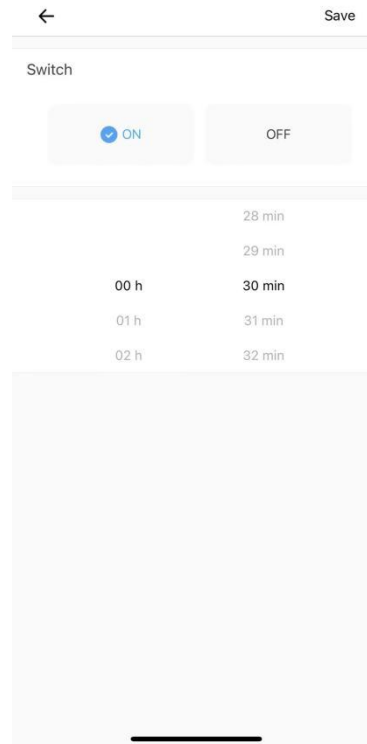 Save
Switch
ON OFF
28 min
29 min
00 h 30 min
01 h 31 min
02 h 32 min